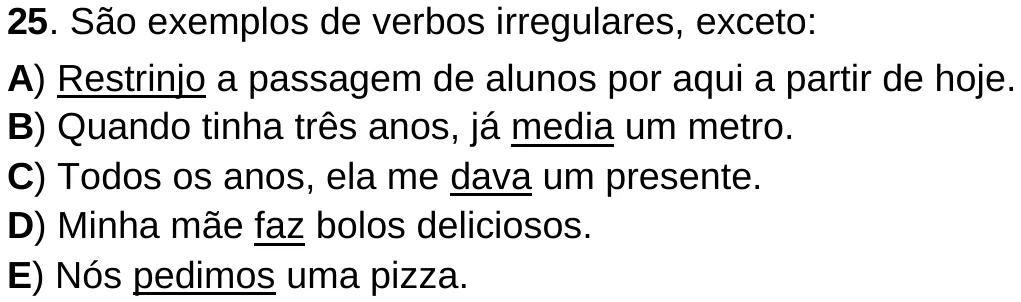 25. São exemplos de verbos irregulares, exceto:
A) Restrinjo a passagem de alunos por aqui a partir de hoje.
B) Quando tinha três anos, já media um metro.
C) Todos os anos, ela me dava um presente.
D) Minha mãe faz bolos deliciosos.
E) Nós pedimos uma pizza.